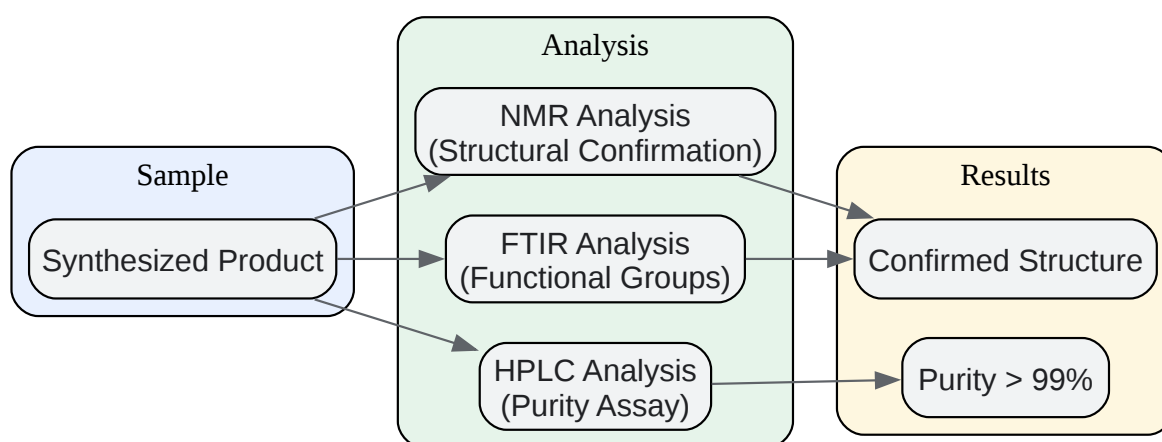 Sample
Synthesized Product
Analysis
NMR Analysis
(Structural Confirmation)
FTIR Analysis
(Functional Groups)
HPLC Analysis
(Purity Assay)
Results
Confirmed Structure
Purity > 99%